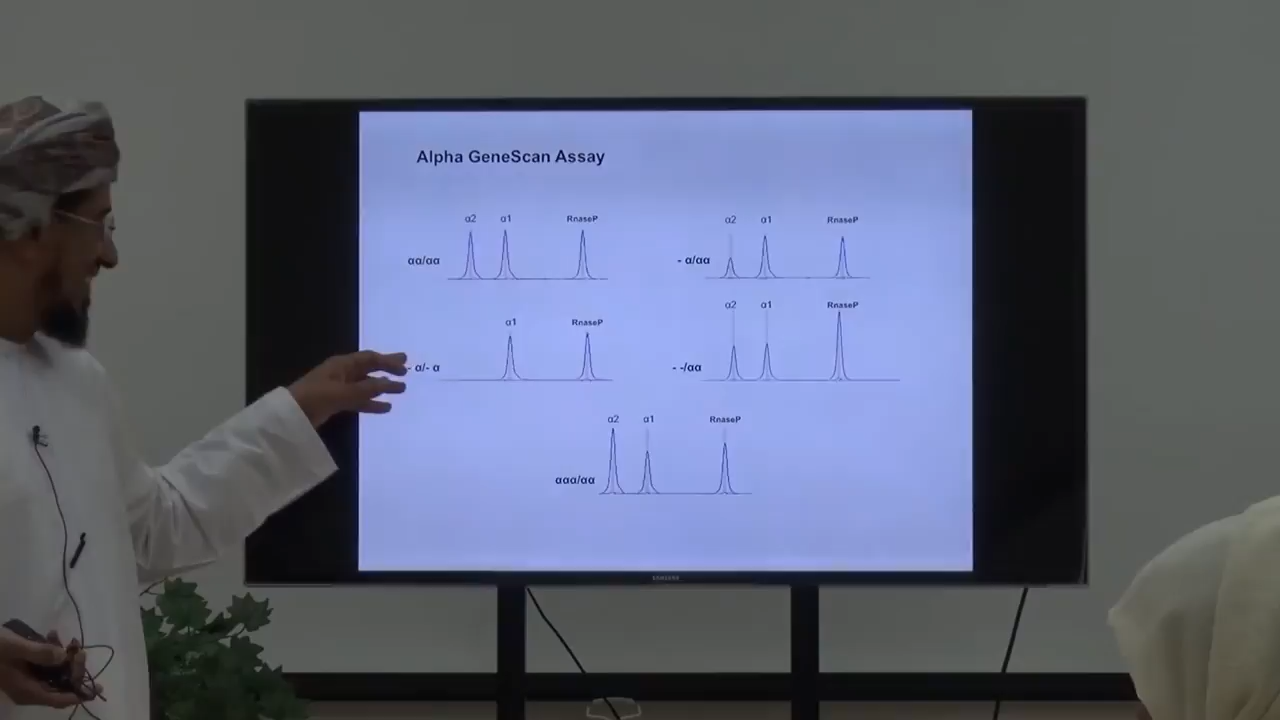 Alpha GeneScan Assay
α2 α1 RnaseP
αα/αα
α2 α1 RnaseP
- α/αα
α1 RnaseP
- α/- α
α2 α1 RnaseP
- -/αα
α2 α1 RnaseP
ααα/αα
SAMSUNG